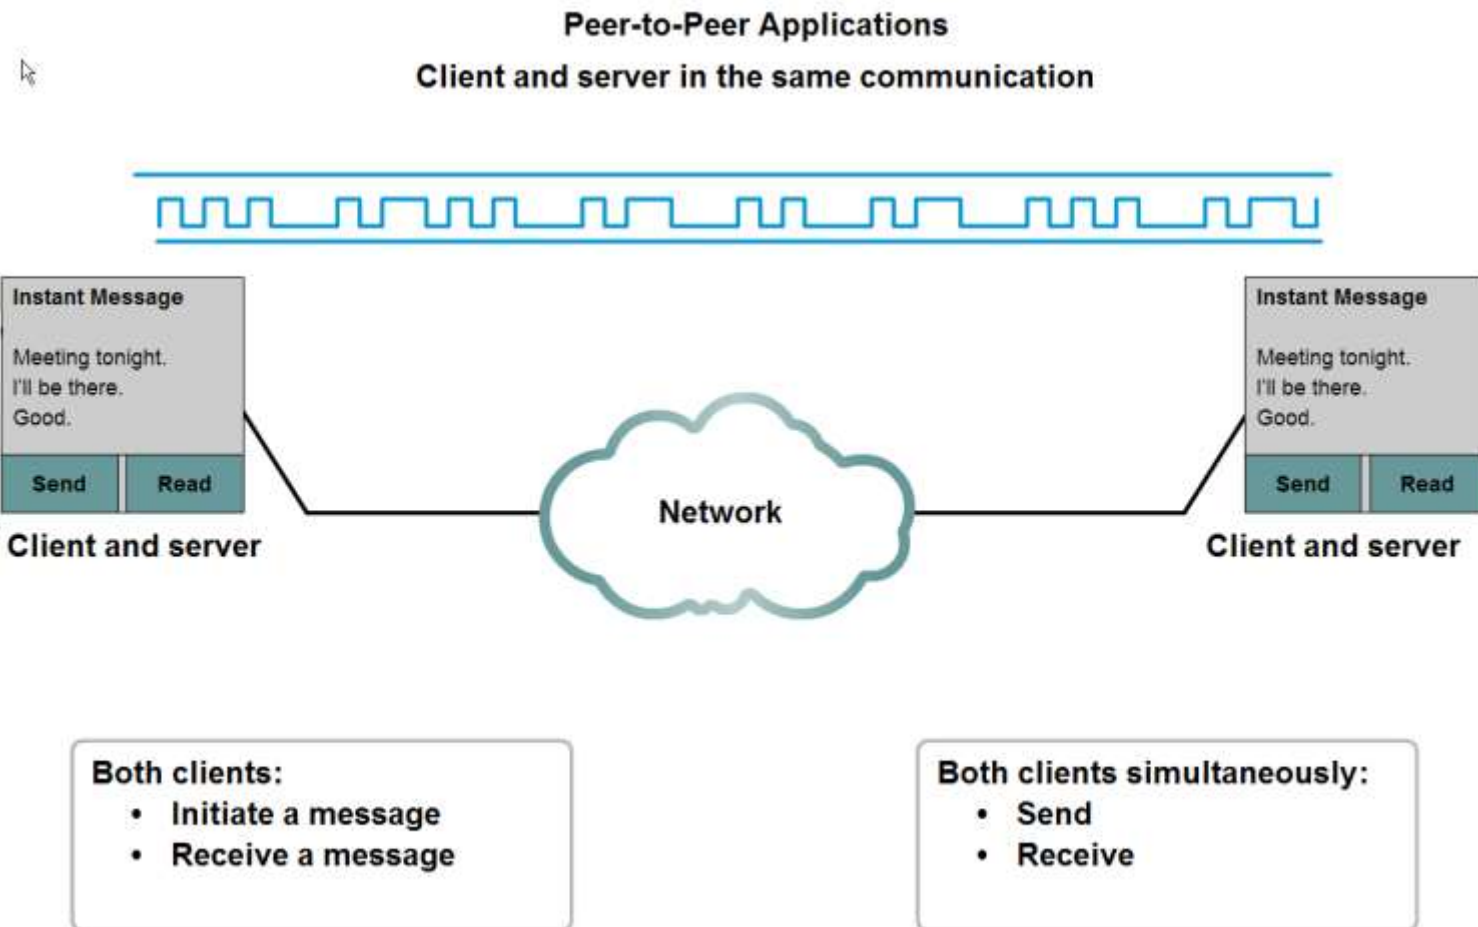 Peer-to-Peer Applications
Client and server in the same communication
Instant Message
Meeting tonight.
I'll be there.
Good.
Send Read
Client and server
Instant Message
Meeting tonight.
I'll be there.
Good.
Send Read
Client and server
Network
Both clients:
• Initiate a message
• Receive a message
Both clients simultaneously:
• Send
• Receive